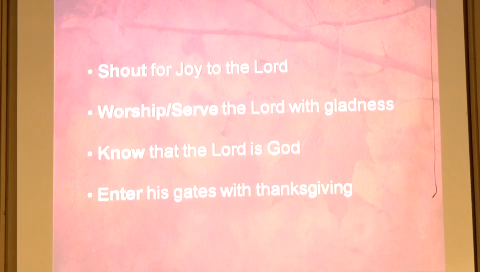 • Shout for Joy to the Lord
• Worship/Serve the Lord with gladness
• Know that the Lord is God
• Enter his gates with thanksgiving